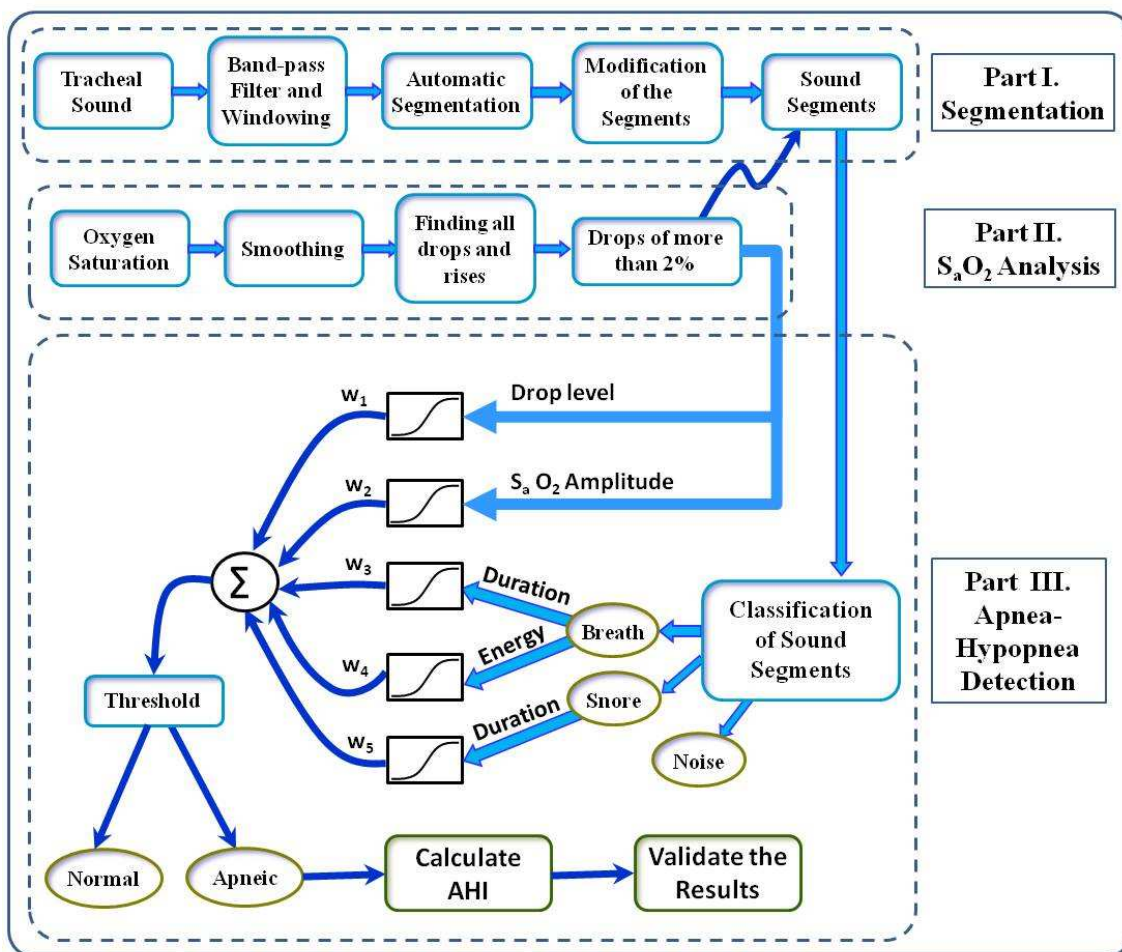 Tracheal
Sound
Band-pass
Filter and
Windowing
Automatic
Segmentation
Modification
of the
Segments
Sound
Segments
Part I.
Segmentation
Oxygen
Saturation
Smoothing
Finding all
drops and
rises
Drops of more
than 2%
Part II.
SaO2 Analysis
Drop level
w1
Sa O2 Amplitude
w2
w3
Duration
Σ
Breath
Energy
w4
Classification
of Sound
Segments
Part III.
Apnea-
Hypopnea
Detection
Threshold
Snore
Duration
w5
Noise
Normal
Apneic
Calculate
AHI
Validate the
Results